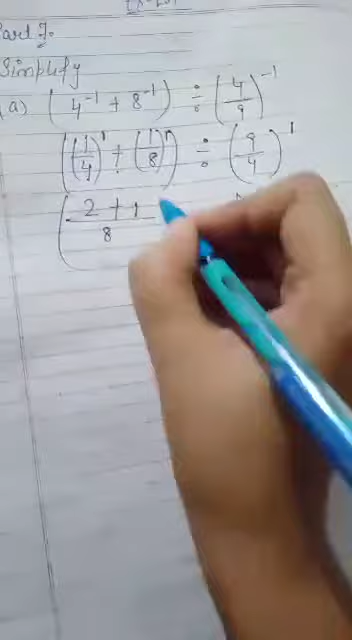 Part 7.
Simplify
(a) (4⁻¹ + 8⁻¹) ÷ (4/9)⁻¹
((1/4)¹ + (1/8)¹) ÷ (9/4)¹
(2 + 1/8